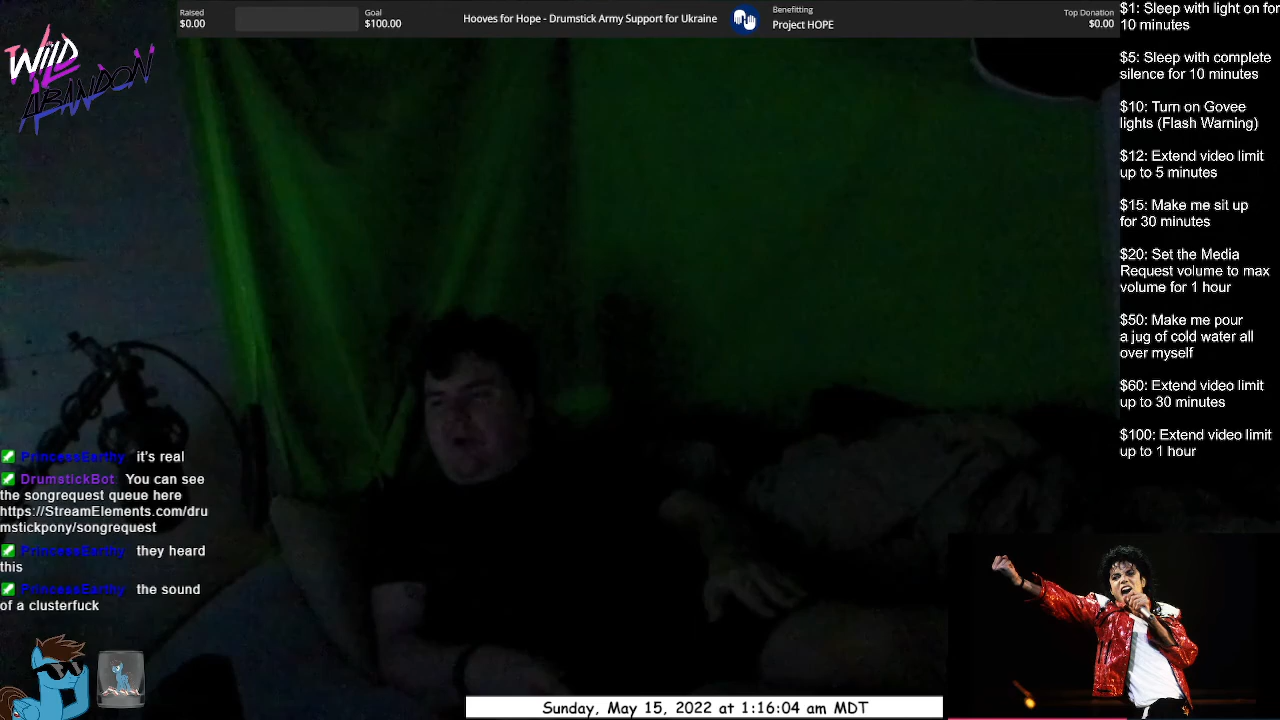 Raised
$0.00
Goal
$100.00
Hooves for Hope - Drumstick Army Support for Ukraine
Benefitting
Project HOPE
Top Donation
$0.00
WILD
ABANDON
$1: Sleep with light on for
10 minutes
$5: Sleep with complete
silence for 10 minutes
$10: Turn on Govee
lights (Flash Warning)
$12: Extend video limit
up to 5 minutes
$15: Make me sit up
for 30 minutes
$20: Set the Media
Request volume to max
volume for 1 hour
$50: Make me pour
a jug of cold water all
over myself
$60: Extend video limit
up to 30 minutes
$100: Extend video limit
up to 1 hour
PrincessEarthy it's real
DrumstickBot You can see
the songrequest queue here
https://StreamElements.com/dru
mstickpony/songrequest
PrincessEarthy they heard
this
PrincessEarthy the sound
of a clusterfuck
Sunday, May 15, 2022 at 1:16:04 am MDT